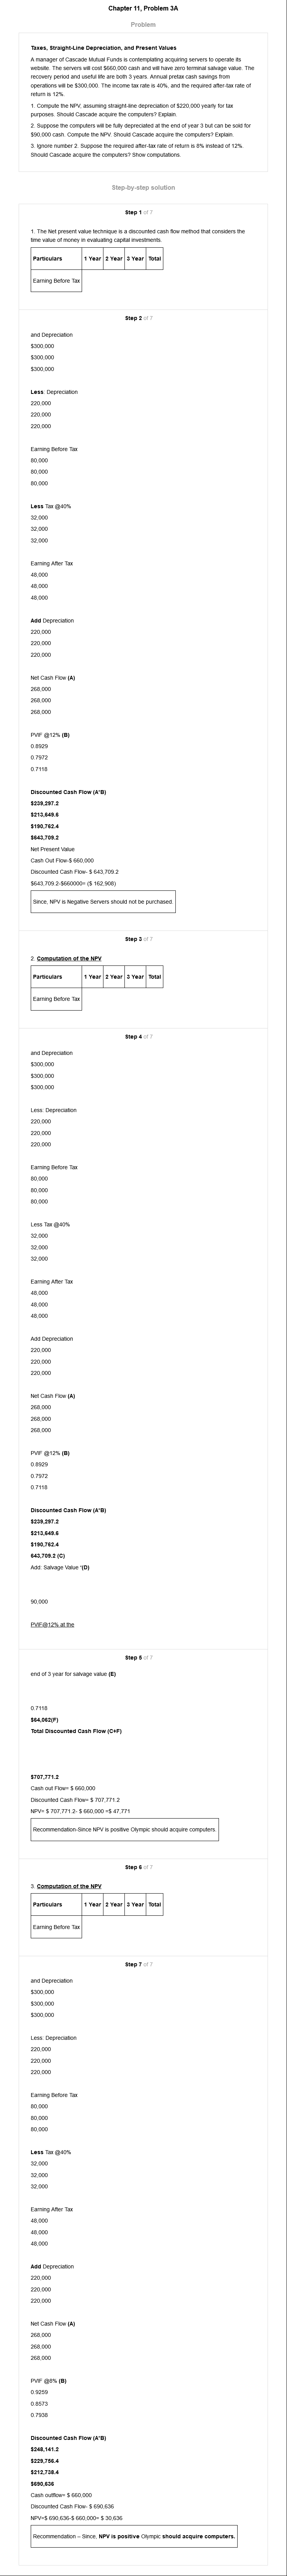 Chapter 11, Problem 3A
Problem
Taxes, Straight-Line Depreciation, and Present Values
A manager of Cascade Mutual Funds is contemplating acquiring servers to operate its
website. The servers will cost $660,000 cash and will have zero terminal salvage value. The
recovery period and useful life are both 3 years. Annual pretax cash savings from
operations will be $300,000. The income tax rate is 40%, and the required after-tax rate of
return is 12%.
1. Compute the NPV, assuming straight-line depreciation of $220,000 yearly for tax
purposes. Should Cascade acquire the computers? Explain.
2. Suppose the computers will be fully depreciated at the end of year 3 but can be sold for
$90,000 cash. Compute the NPV. Should Cascade acquire the computers? Explain.
3. Ignore number 2. Suppose the required after-tax rate of return is 8% instead of 12%.
Should Cascade acquire the computers? Show computations.
Step-by-step solution
Step 1 of 7
1. The Net present value technique is a discounted cash flow method that considers the
time value of money in evaluating capital investments.
Particulars 1 Year 2 Year 3 Year Total
Earning Before Tax
Step 2 of 7
and Depreciation
$300,000
$300,000
$300,000
Less: Depreciation
220,000
220,000
220,000
Earning Before Tax
80,000
80,000
80,000
Less Tax @40%
32,000
32,000
32,000
Earning After Tax
48,000
48,000
48,000
Add Depreciation
220,000
220,000
220,000
Net Cash Flow (A)
268,000
268,000
268,000
PVIF @12% (B)
0.8929
0.7972
0.7118
Discounted Cash Flow (A*B)
$239,297.2
$213,649.6
$190,762.4
$643,709.2
Net Present Value
Cash Out Flow-$ 660,000
Discounted Cash Flow- $ 643,709.2
$643,709.2-$660000= ($ 162,908)
Since, NPV is Negative Servers should not be purchased.
Step 3 of 7
2. Computation of the NPV
Particulars 1 Year 2 Year 3 Year Total
Earning Before Tax
Step 4 of 7
and Depreciation
$300,000
$300,000
$300,000
Less: Depreciation
220,000
220,000
220,000
Earning Before Tax
80,000
80,000
80,000
Less Tax @40%
32,000
32,000
32,000
Earning After Tax
48,000
48,000
48,000
Add Depreciation
220,000
220,000
220,000
Net Cash Flow (A)
268,000
268,000
268,000
PVIF @12% (B)
0.8929
0.7972
0.7118
Discounted Cash Flow (A*B)
$239,297.2
$213,649.6
$190,762.4
643,709.2 (C)
Add: Salvage Value *(D)
90,000
PVIF@12% at the
Step 5 of 7
end of 3 year for salvage value (E)
0.7118
$64,062(F)
Total Discounted Cash Flow (C+F)
$707,771.2
Cash out Flow= $ 660,000
Discounted Cash Flow= $ 707,771.2
NPV= $ 707,771.2- $ 660,000 =$ 47,771
Recommendation-Since NPV is positive Olympic should acquire computers.
Step 6 of 7
3. Computation of the NPV
Particulars 1 Year 2 Year 3 Year Total
Earning Before Tax
Step 7 of 7
and Depreciation
$300,000
$300,000
$300,000
Less: Depreciation
220,000
220,000
220,000
Earning Before Tax
80,000
80,000
80,000
Less Tax @40%
32,000
32,000
32,000
Earning After Tax
48,000
48,000
48,000
Add Depreciation
220,000
220,000
220,000
Net Cash Flow (A)
268,000
268,000
268,000
PVIF @8% (B)
0.9259
0.8573
0.7938
Discounted Cash Flow (A*B)
$248,141.2
$229,756.4
$212,738.4
$690,636
Cash outflow= $ 660,000
Discounted Cash Flow- $ 690,636
NPV=$ 690,636-$ 660,000= $ 30,636
Recommendation – Since, NPV is positive Olympic should acquire computers.